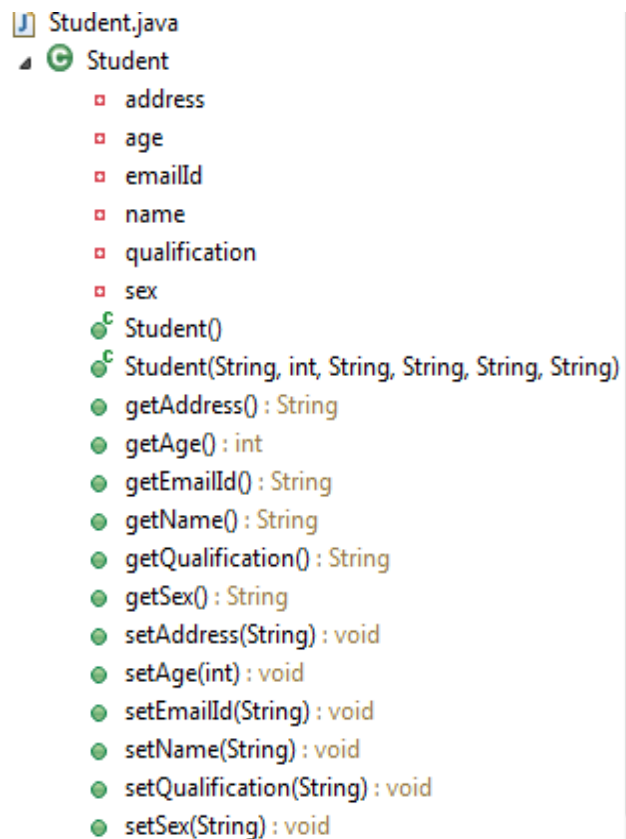 Student.java
Student
address
age
emailId
name
qualification
sex
Student()
Student(String, int, String, String, String, String)
getAddress() : String
getAge() : int
getEmailId() : String
getName() : String
getQualification() : String
getSex() : String
setAddress(String) : void
setAge(int) : void
setEmailId(String) : void
setName(String) : void
setQualification(String) : void
setSex(String) : void